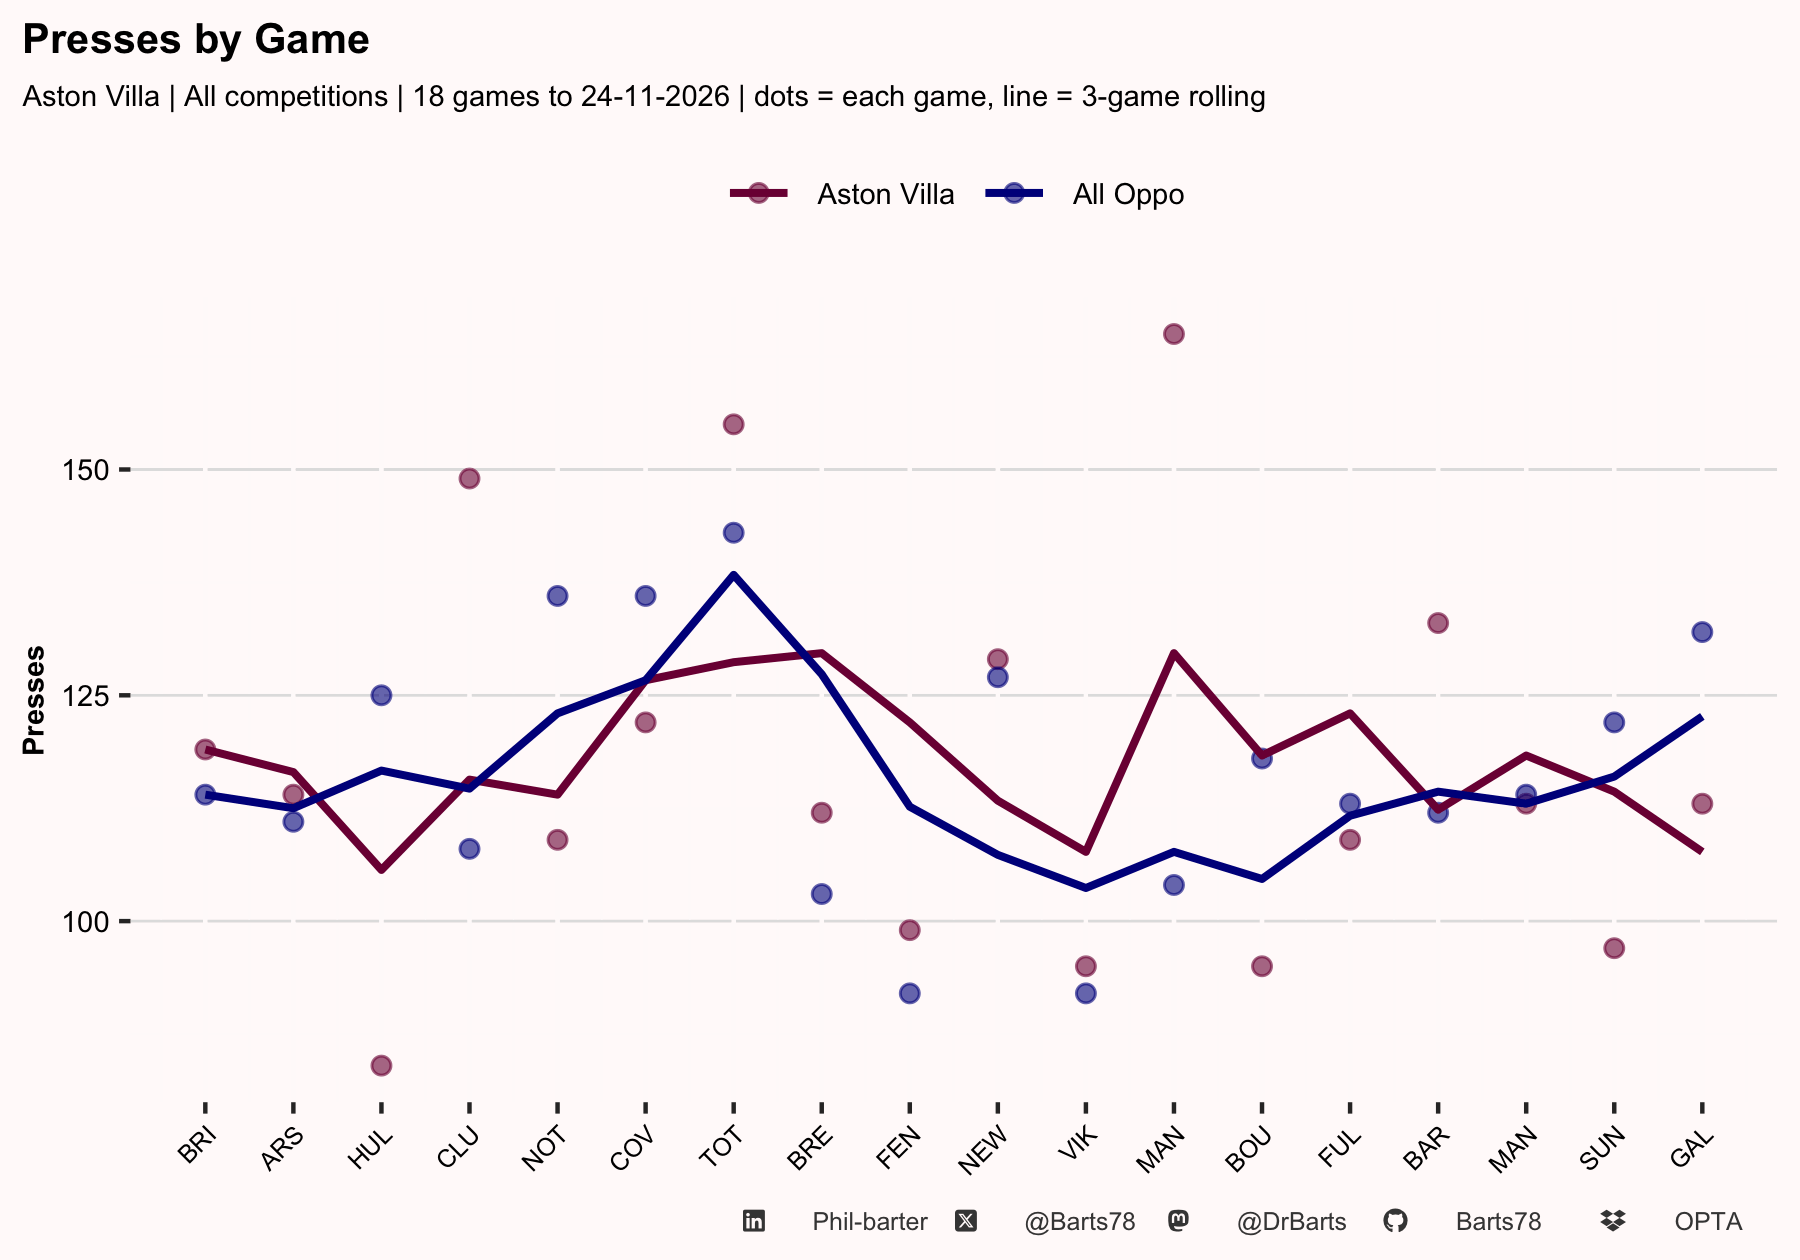 Presses by Game
Aston Villa | All competitions | 18 games to 24-11-2026 | dots = each game, line = 3-game rolling
Aston Villa All Oppo
150
125
100
Presses
BRI ARS HUL CLU NOT COV TOT BRE FEN NEW VIK MAN BOU FUL BAR MAN SUN GAL
Phil-barter @Barts78 @DrBarts Barts78 OPTA